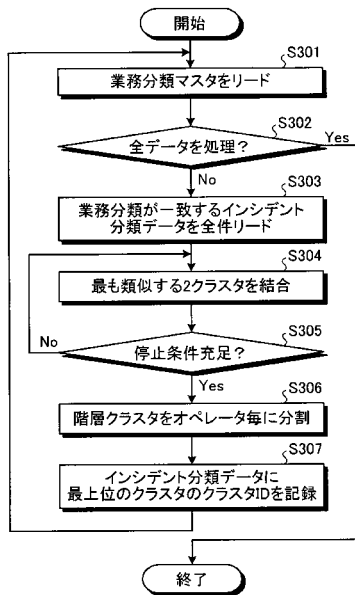 開始
S301
業務分類マスタをリード
S302
全データを処理?
Yes
No
S303
業務分類が一致するインシデント
分類データを全件リード
S304
最も類似する2クラスタを結合
S305
No
停止条件充足?
Yes
S306
階層クラスタをオペレータ毎に分割
S307
インシデント分類データに
最上位のクラスタのクラスタIDを記録
終了